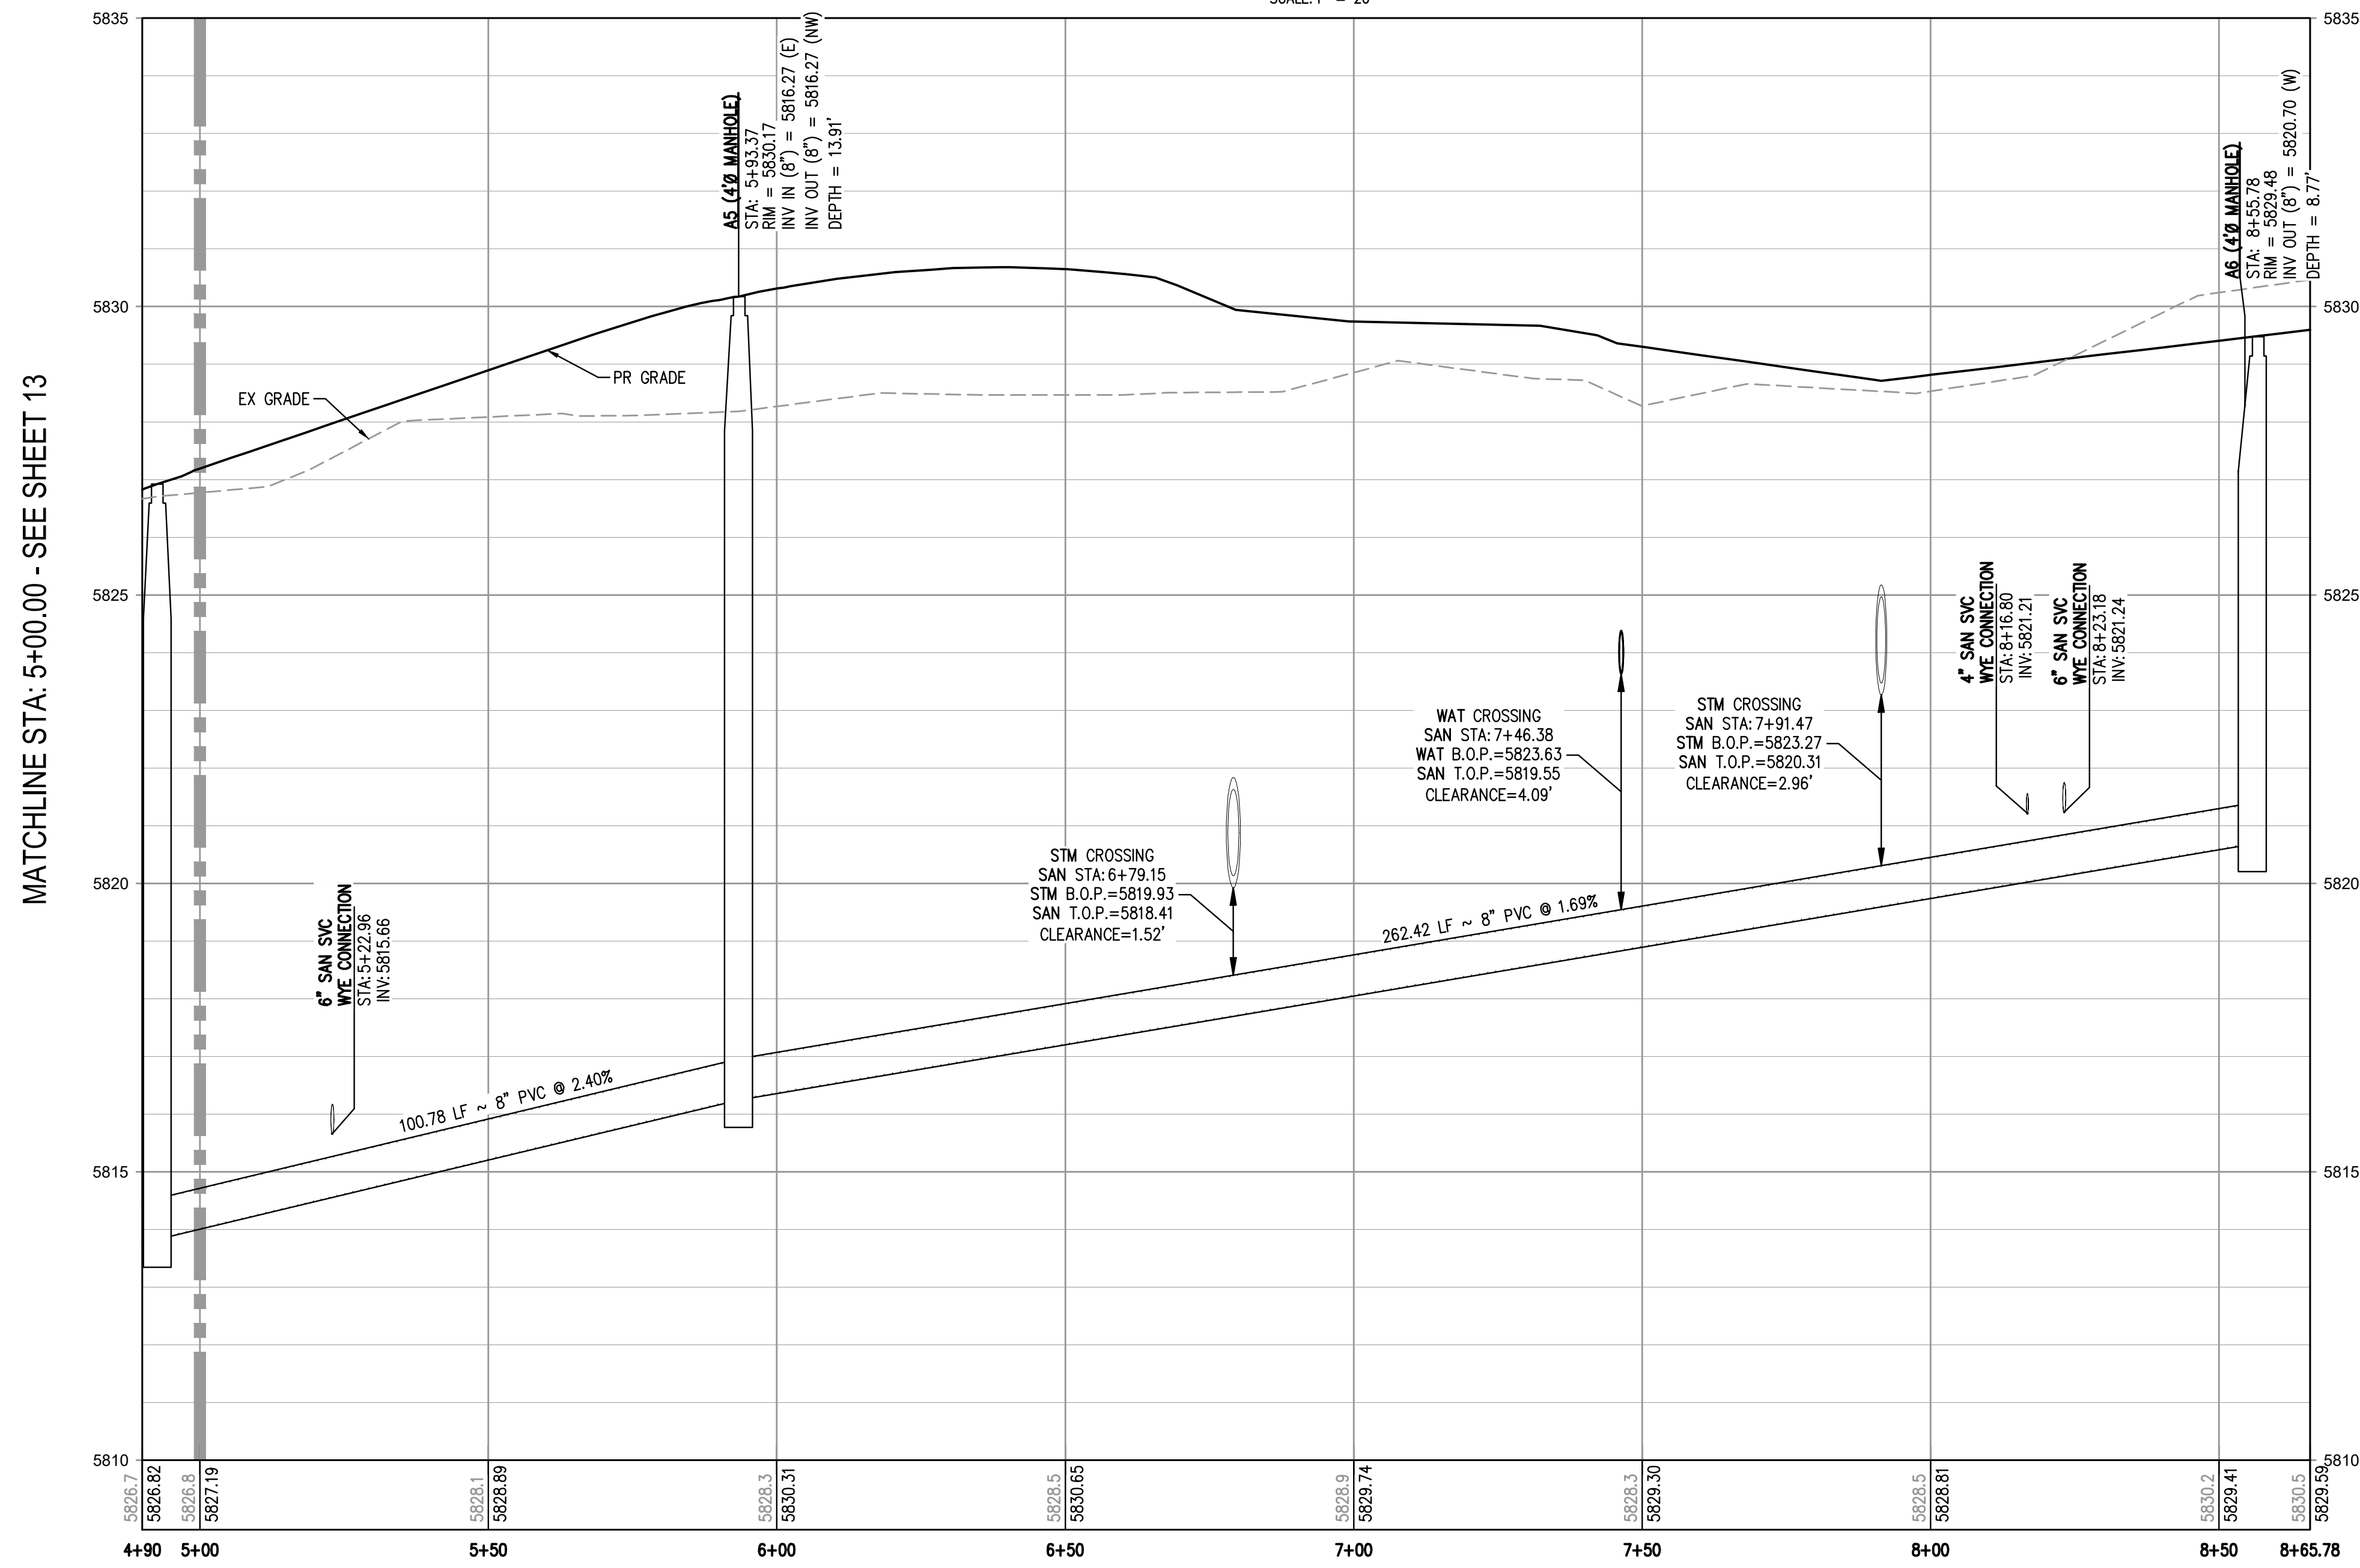 5835
5830
5825
5820
5815
5810
5835
5830
5825
5820
5815
5810
MATCHLINE STA: 5+00.00 - SEE SHEET 13
EX GRADE
PR GRADE
A5 (4'Ø MANHOLE)
STA: 5+93.37
RIM = 5830.17
INV IN (8") = 5816.27 (E)
INV OUT (8") = 5816.27 (NW)
DEPTH = 13.91'
A6 (4'Ø MANHOLE)
STA: 8+55.78
RIM = 5829.48
INV OUT (8") = 5820.70 (W)
DEPTH = 8.77'
6" SAN SVC
WYE CONNECTION
STA: 5+22.96
INV: 5815.66
100.78 LF ~ 8" PVC @ 2.40%
STM CROSSING
SAN STA: 6+79.15
STM B.O.P.=5819.93
SAN T.O.P.=5818.41
CLEARANCE=1.52'
262.42 LF ~ 8" PVC @ 1.69%
WAT CROSSING
SAN STA: 7+46.38
WAT B.O.P.=5823.63
SAN T.O.P.=5819.55
CLEARANCE=4.09'
STM CROSSING
SAN STA: 7+91.47
STM B.O.P.=5823.27
SAN T.O.P.=5820.31
CLEARANCE=2.96'
4" SAN SVC
WYE CONNECTION
STA: 8+16.80
INV: 5821.21
6" SAN SVC
WYE CONNECTION
STA: 8+23.18
INV: 5821.24
5826.7
5826.82
5826.8
5827.19
5828.1
5828.89
5828.3
5830.31
5828.5
5830.65
5828.9
5829.74
5828.3
5829.30
5828.5
5828.81
5830.2
5829.41
5830.5
5829.59
4+90
5+00
5+50
6+00
6+50
7+00
7+50
8+00
8+50
8+65.78